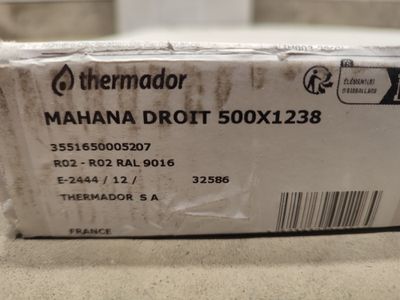 thermador
MAHANA DROIT 500X1238
3551650005207
R02 - R02 RAL 9016
E-2444 / 12 /   32586
THERMADOR S A
FRANCE